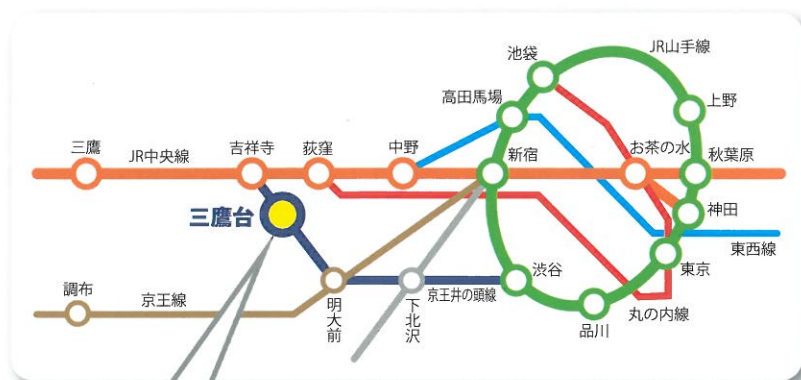 池袋
JR山手線
高田馬場
上野
三鷹
JR中央線
吉祥寺
荻窪
中野
新宿
お茶の水
秋葉原
三鷹台
神田
東西線
東京
調布
京王線
明大前
下北沢
京王井の頭線
渋谷
丸の内線
品川